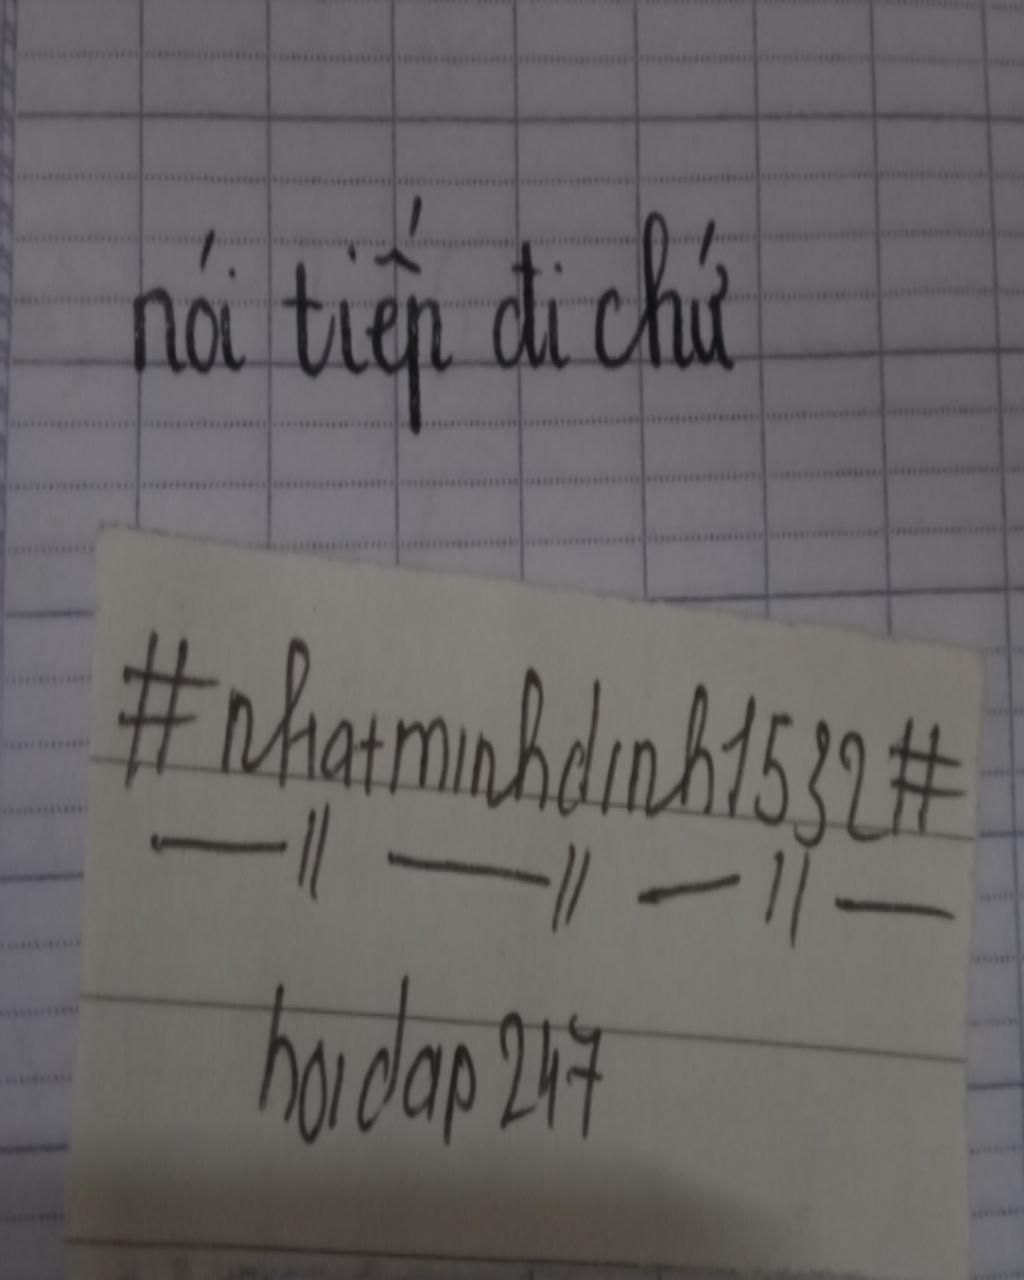 nói tiếp đi chứ
#nhatminhdinh1532#
hoidap247